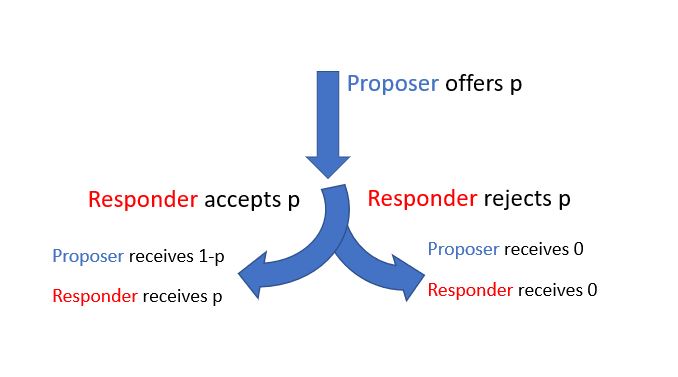 Proposer offers p
Responder accepts p
Responder rejects p
Proposer receives 1-p
Responder receives p
Proposer receives 0
Responder receives 0